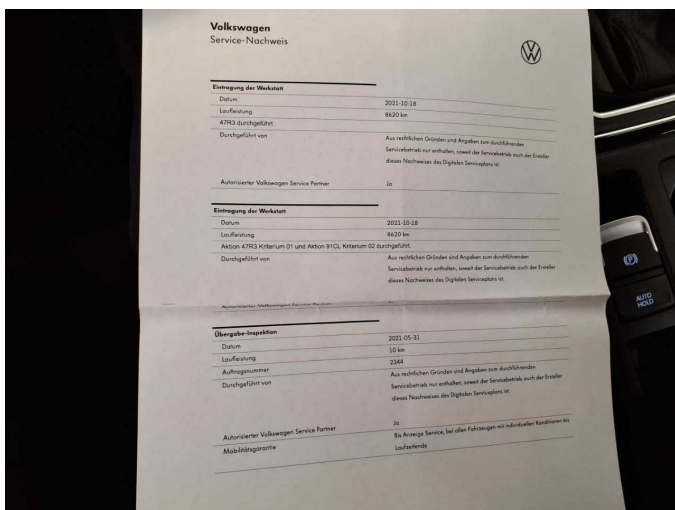 Volkswagen
Service-Nachweis
Eintragung der Werkstatt
Datum 2021-10-18
Laufleistung 8620 km
47R3 durchgeführt.
Durchgeführt von Aus rechtlichen Gründen sind Angaben zum durchführenden
Servicebetrieb nur enthalten, soweit der Servicebetrieb auch der Ersteller
dieses Nachweises des Digitalen Serviceplans ist.
Autorisierter Volkswagen Service Partner Ja
Eintragung der Werkstatt
Datum 2021-10-18
Laufleistung 8620 km
Aktion 47R3 Kriterium 01 und Aktion 91CL Kriterium 02 durchgeführt.
Durchgeführt von Aus rechtlichen Gründen sind Angaben zum durchführenden
Servicebetrieb nur enthalten, soweit der Servicebetrieb auch der Ersteller
dieses Nachweises des Digitalen Serviceplans ist.
Autorisierter Volkswagen Service Partner
Übergabe-Inspektion
Datum 2021-05-31
Laufleistung 10 km
Auftragsnummer 2344
Durchgeführt von Aus rechtlichen Gründen sind Angaben zum durchführenden
Servicebetrieb nur enthalten, soweit der Servicebetrieb auch der Ersteller
dieses Nachweises des Digitalen Serviceplans ist.
Autorisierter Volkswagen Service Partner Ja
Mobilitätsgarantie Bis Anzeige Service, bei allen Fahrzeugen mit individuellen Konditionen bis
Laufzeitende
(P)
AUTO
HOLD